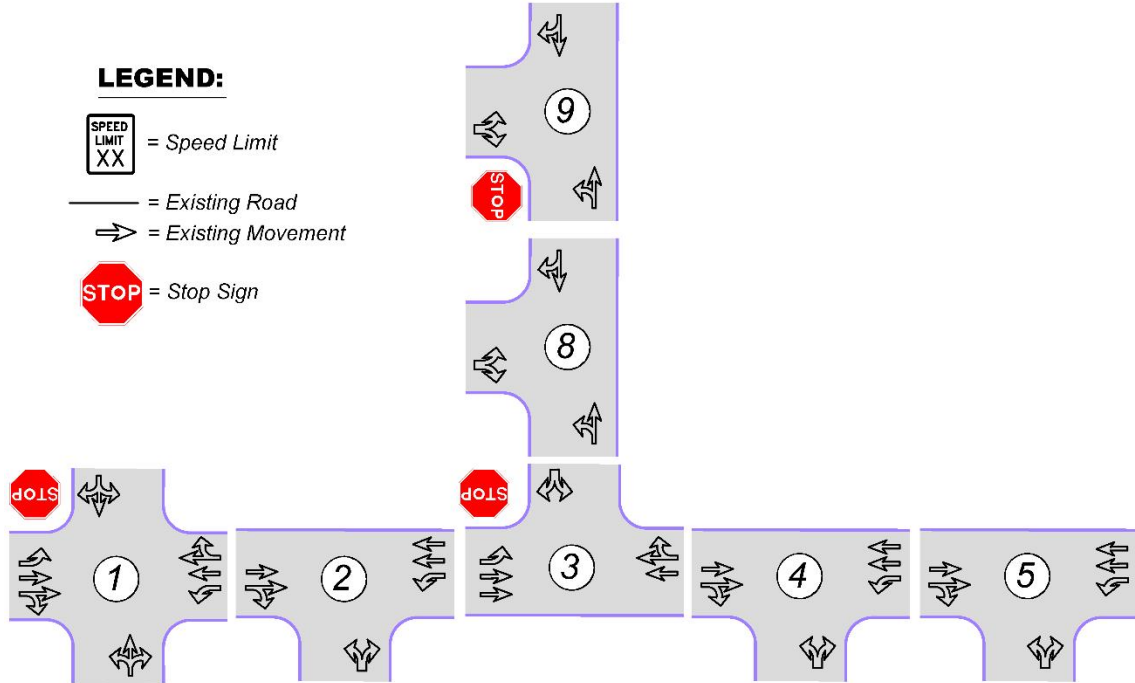 LEGEND:
SPEED
LIMIT
XX
= Speed Limit
= Existing Road
= Existing Movement
STOP
= Stop Sign
9
STOP
8
STOP
STOP
1
2
3
4
5